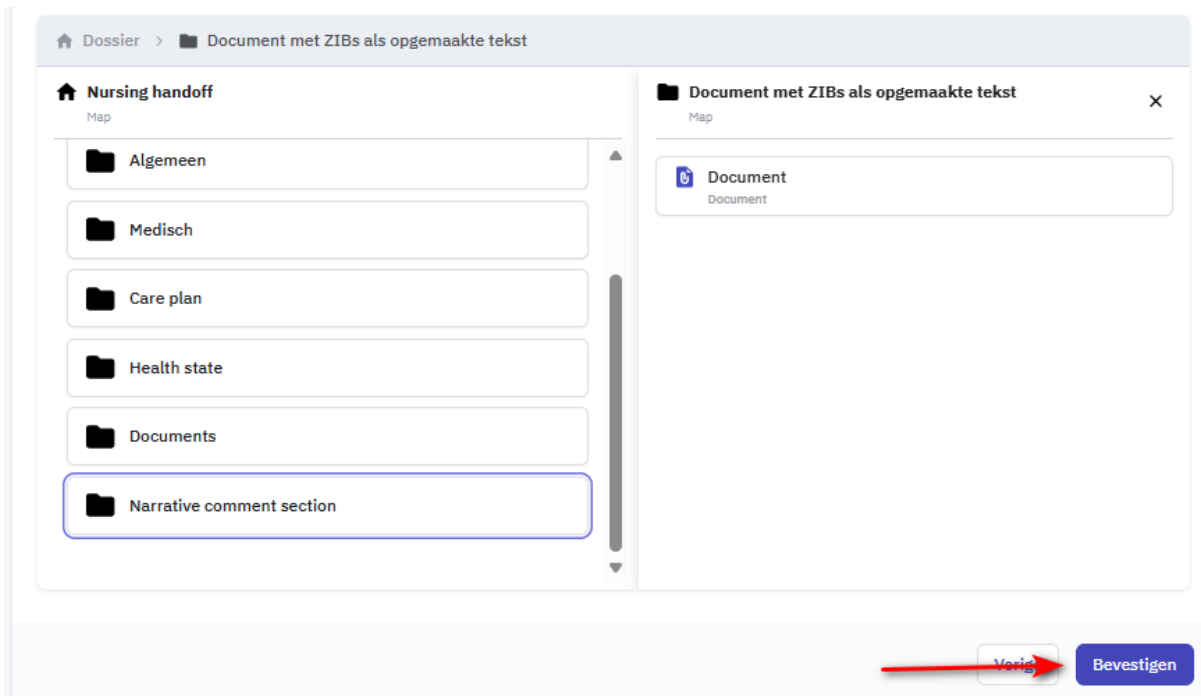 Dossier > Document met ZIBs als opgemaakte tekst
Nursing handoff
Map
Algemeen
Medisch
Care plan
Health state
Documents
Narrative comment section
Document met ZIBs als opgemaakte tekst
Map
Document
Document
Vorige
Bevestigen